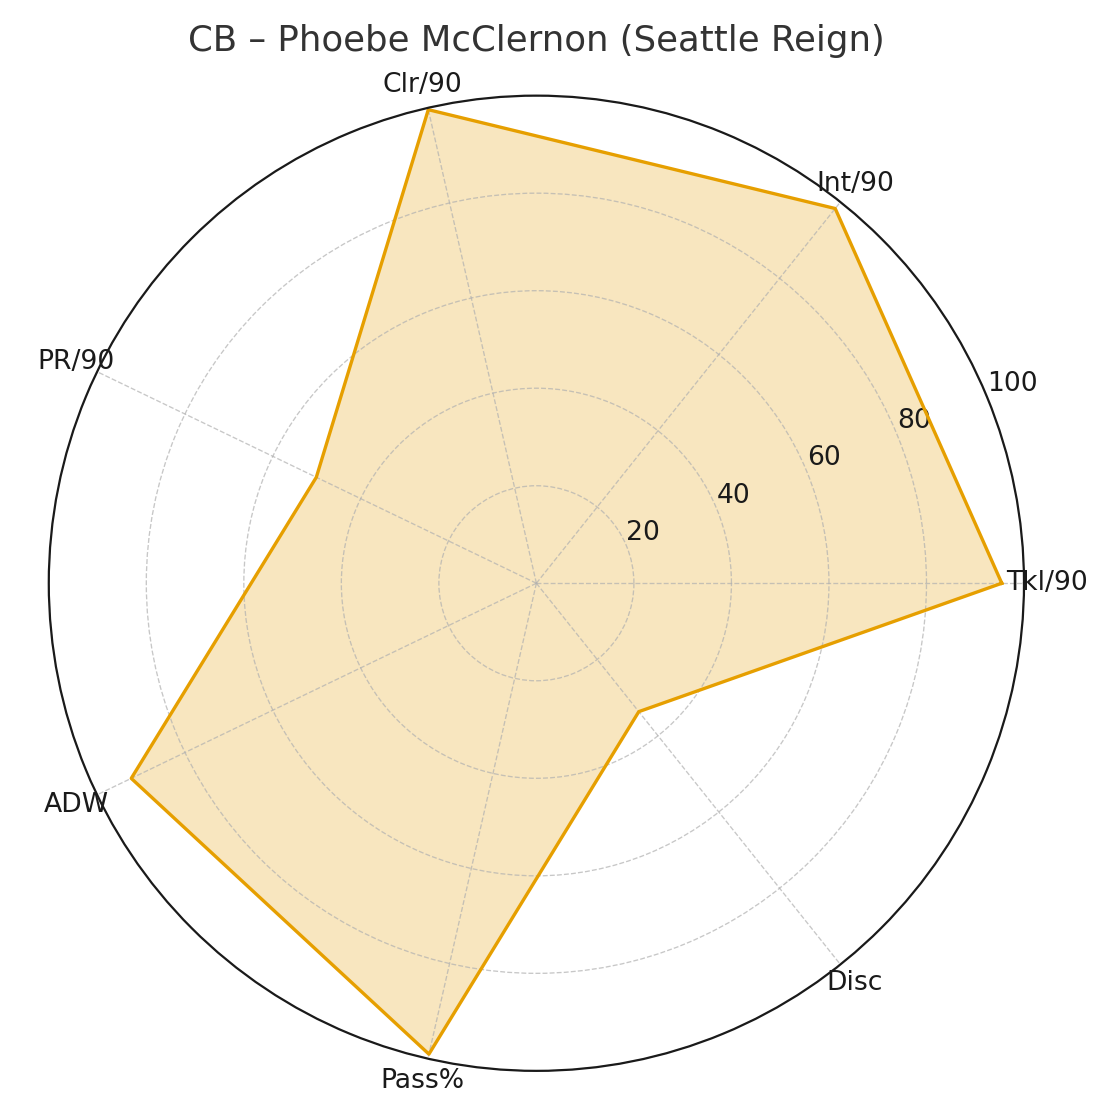 CB – Phoebe McClernon (Seattle Reign)
Clr/90
Int/90
PR/90
100
80
60
40
20
Tkl/90
ADW
Disc
Pass%